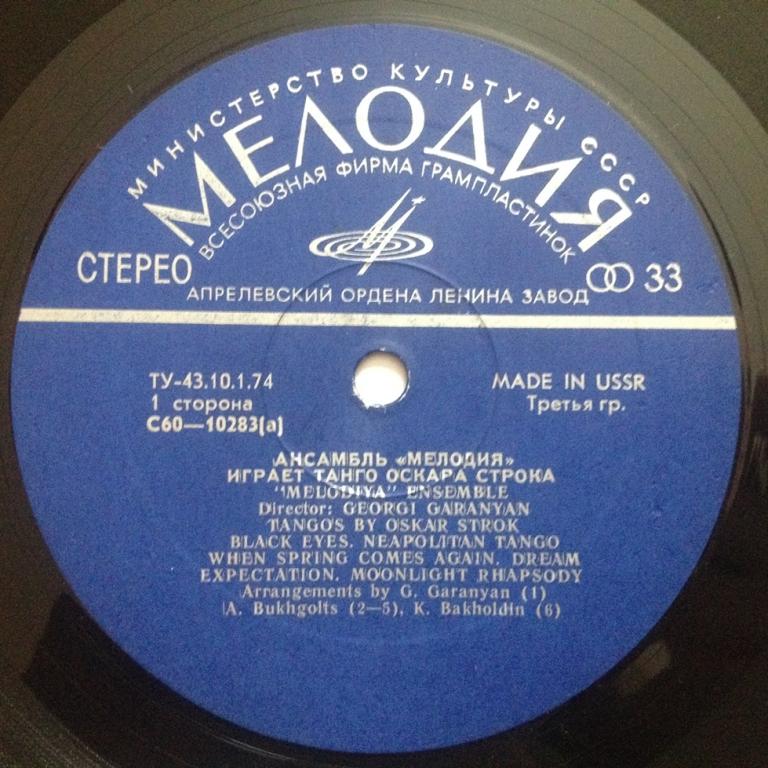 МИНИСТЕРСТВО КУЛЬТУРЫ СССР
МЕЛОДИЯ
ВСЕСОЮЗНАЯ ФИРМА ГРАМПЛАСТИНОК
СТЕРЕО
33
АПРЕЛЕВСКИЙ ОРДЕНА ЛЕНИНА ЗАВОД
ТУ-43.10.1.74
MADE IN USSR
1 сторона
Третья гр.
С60—10283(а)
АНСАМБЛЬ «МЕЛОДИЯ»
ИГРАЕТ ТАНГО ОСКАРА СТРОКА
"MELODIYA" ENSEMBLE
Director: GEORGI GARANYAN
TANGOS BY OSKAR STROK
BLACK EYES. NEAPOLITAN TANGO
WHEN SPRING COMES AGAIN. DREAM
EXPECTATION. MOONLIGHT RHAPSODY
Arrangements by G. Garanyan (1)
A. Bukhgolts (2—5), K. Bakholdin (6)